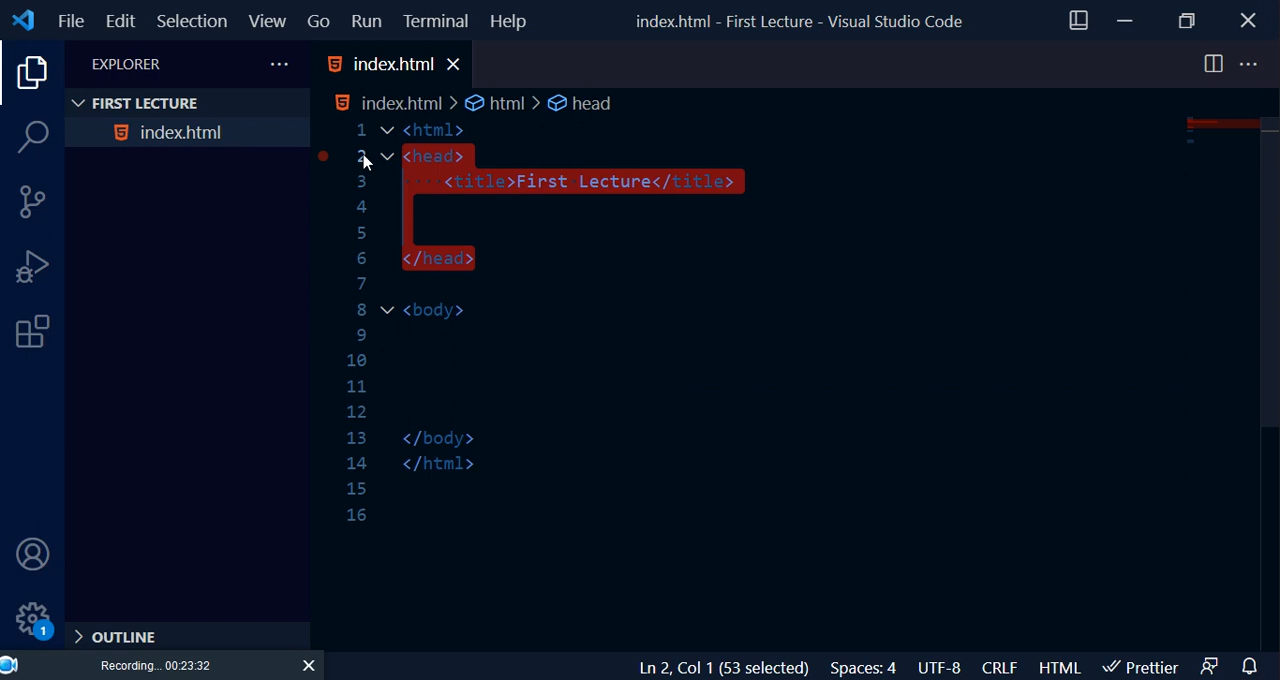 File Edit Selection View Go Run Terminal Help index.html - First Lecture - Visual Studio Code
EXPLORER ···
index.html
FIRST LECTURE
index.html
index.html > html > head
1 <html>
2 <head>
3 ····<title>First Lecture</title>
4
5
6 </head>
7
8 <body>
9
10
11
12
13 </body>
14 </html>
15
16
1
OUTLINE
Recording... 00:23:32
Ln 2, Col 1 (53 selected) Spaces: 4 UTF-8 CRLF HTML Prettier